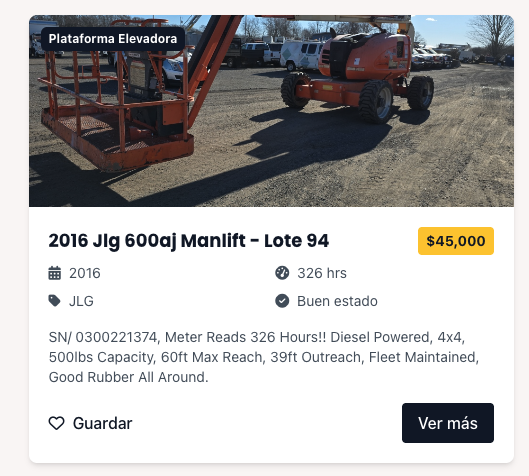 Plataforma Elevadora
2016 Jlg 600aj Manlift - Lote 94
$45,000
2016
326 hrs
JLG
Buen estado
SN/ 0300221374, Meter Reads 326 Hours!! Diesel Powered, 4x4,
500lbs Capacity, 60ft Max Reach, 39ft Outreach, Fleet Maintained,
Good Rubber All Around.
Guardar
Ver más